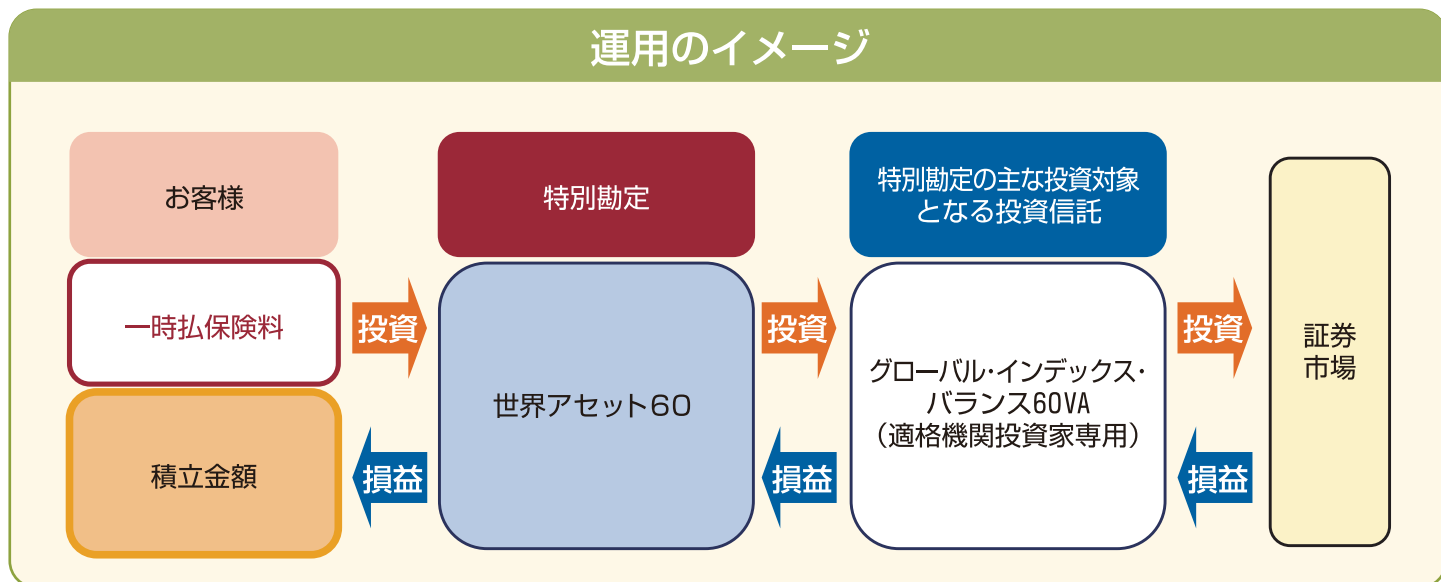 運用のイメージ
お客様
一時払保険料
積立金額
投資
損益
特別勘定
世界アセット60
投資
損益
特別勘定の主な投資対象
となる投資信託
グローバル・インデックス・
バランス60VA
（適格機関投資家専用）
投資
損益
証券
市場